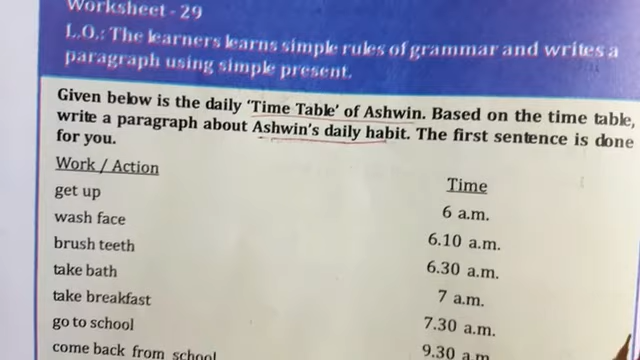 Worksheet - 29
L.O.: The learners learns simple rules of grammar and writes a
paragraph using simple present.
Given below is the daily ‘Time Table’ of Ashwin. Based on the time table,
write a paragraph about Ashwin’s daily habit. The first sentence is done
for you.
Work / Action Time
get up 6 a.m.
wash face 6.10 a.m.
brush teeth 6.30 a.m.
take bath 7 a.m.
take breakfast 7.30 a.m.
go to school 9.30 a.m
come back from school